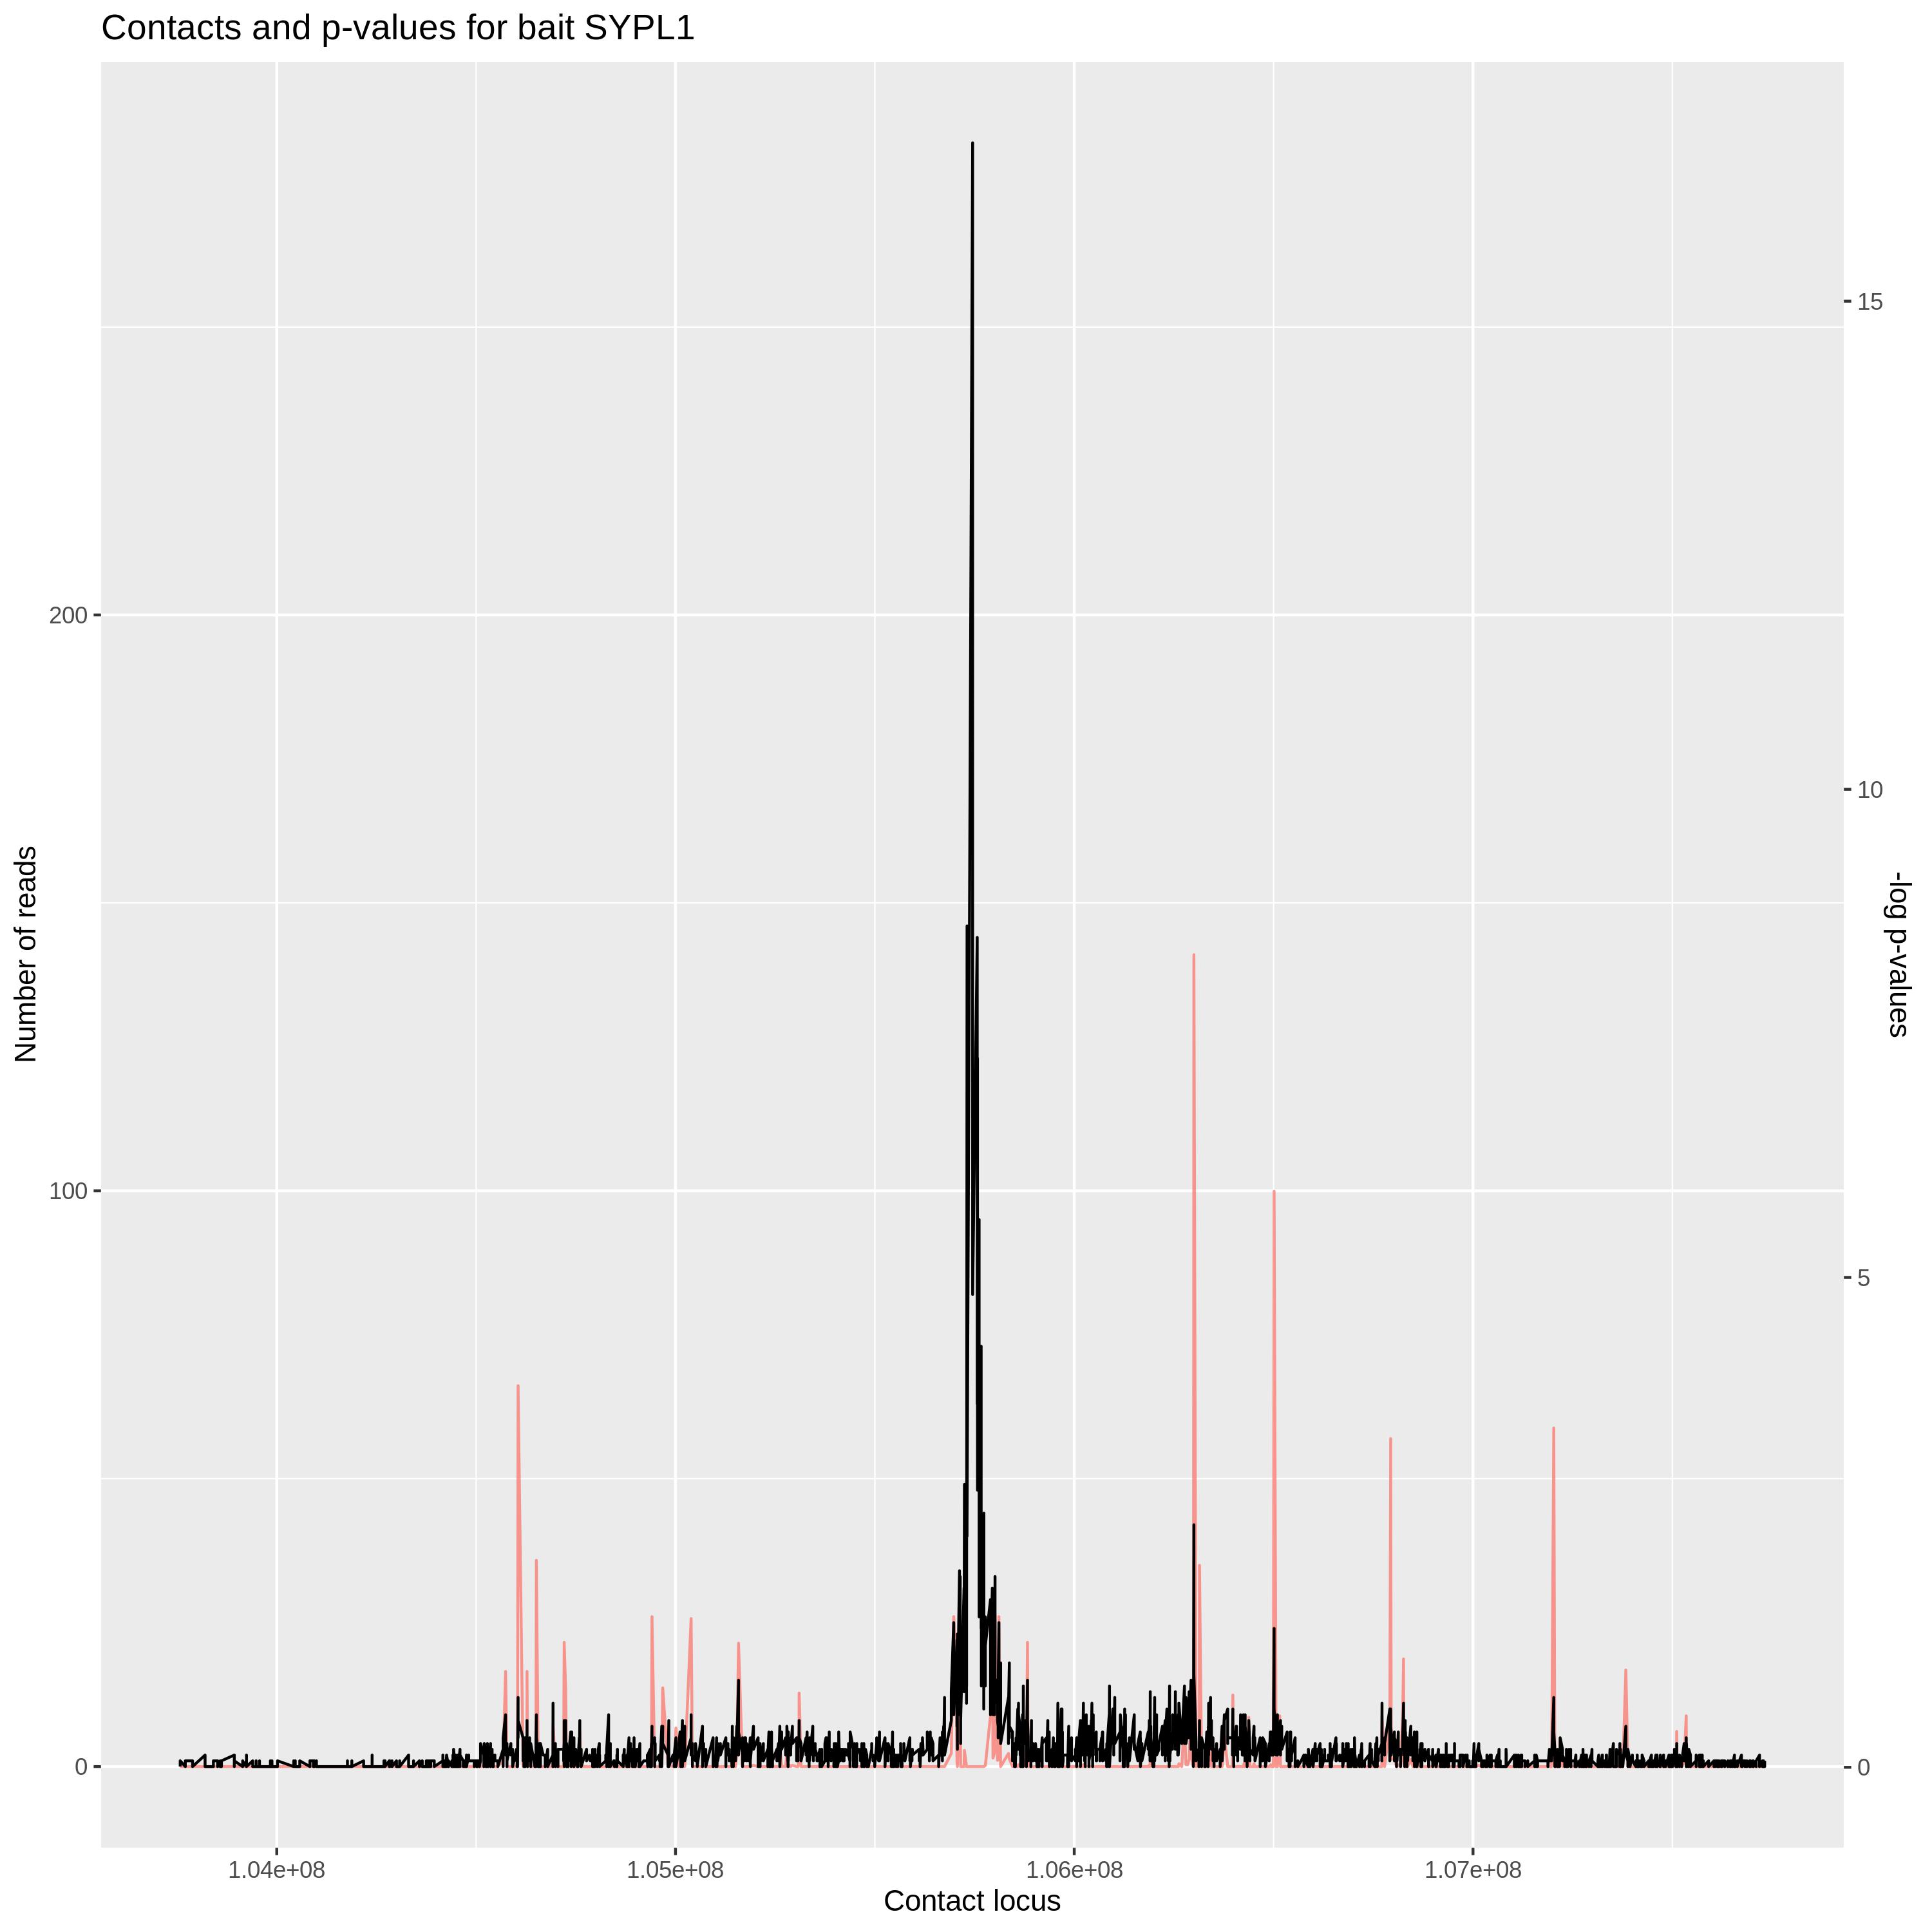 Contacts and p-values for bait SYPL1
Number of reads
200
100
0
15
10
5
0
-log p-values
1.04e+08
1.05e+08
1.06e+08
1.07e+08
Contact locus